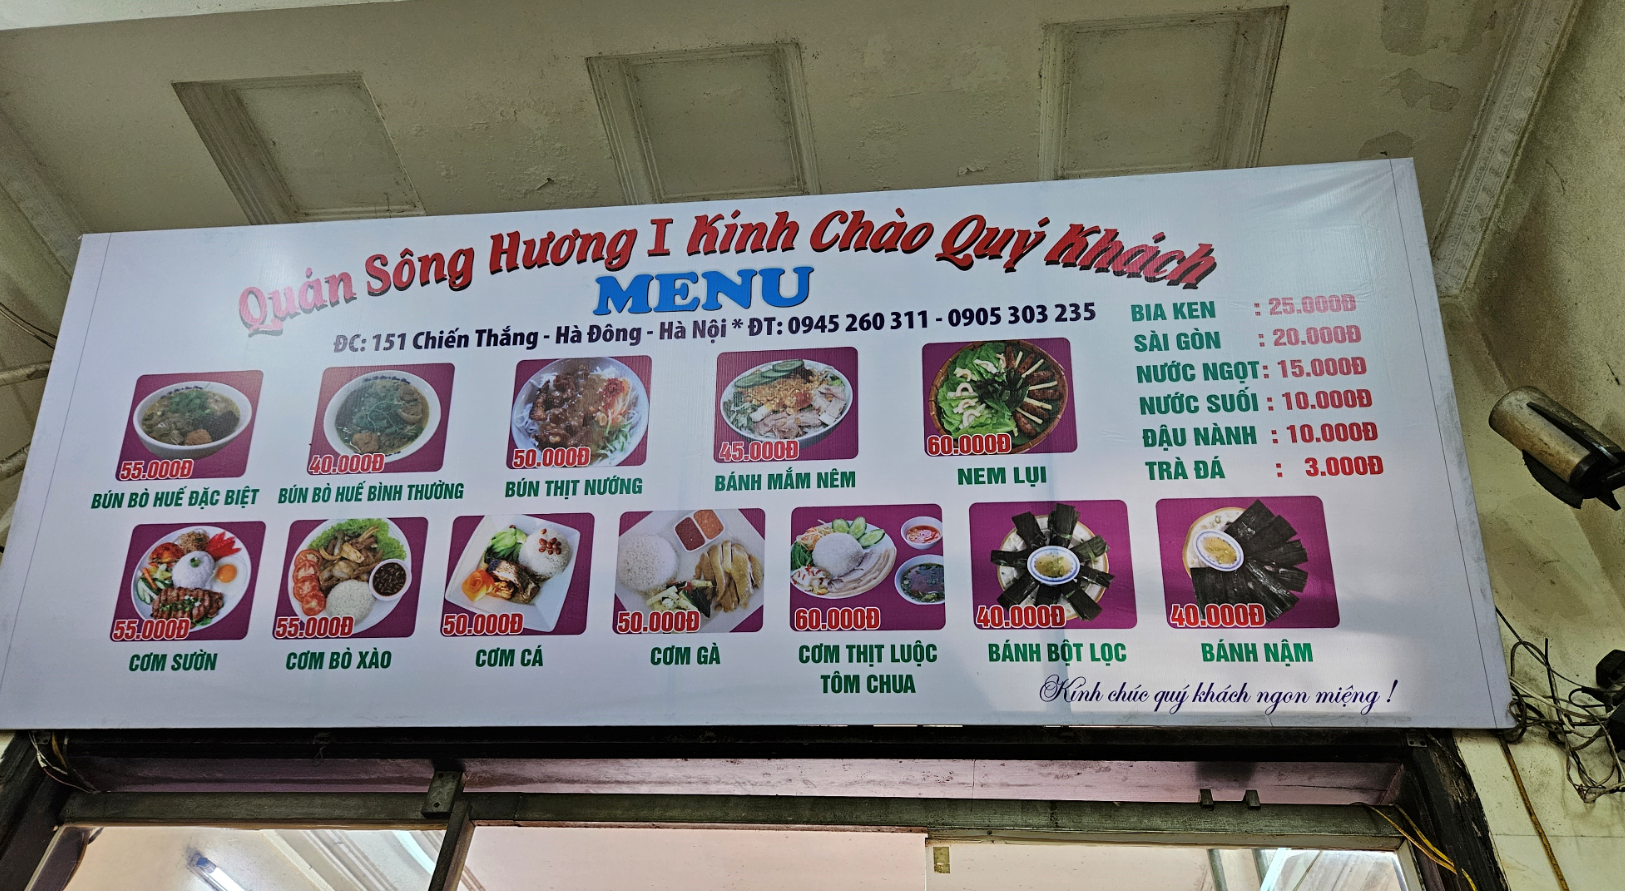 Quán Sông Hương I Kính Chào Quý Khách
MENU
ĐC: 151 Chiến Thắng - Hà Đông - Hà Nội * ĐT: 0945 260 311 - 0905 303 235
BIA KEN : 25.000Đ
SÀI GÒN : 20.000Đ
NƯỚC NGỌT : 15.000Đ
NƯỚC SUỐI : 10.000Đ
ĐẬU NÀNH : 10.000Đ
TRÀ ĐÁ : 3.000Đ
55.000Đ
BÚN BÒ HUẾ ĐẶC BIỆT
40.000Đ
BÚN BÒ HUẾ BÌNH THƯỜNG
50.000Đ
BÚN THỊT NƯỚNG
45.000Đ
BÁNH MẮM NÊM
60.000Đ
NEM LỤI
55.000Đ
CƠM SƯỜN
55.000Đ
CƠM BÒ XÀO
50.000Đ
CƠM CÁ
50.000Đ
CƠM GÀ
60.000Đ
CƠM THỊT LUỘC
TÔM CHUA
40.000Đ
BÁNH BỘT LỌC
40.000Đ
BÁNH NẬM
Kính chúc quý khách ngon miệng !